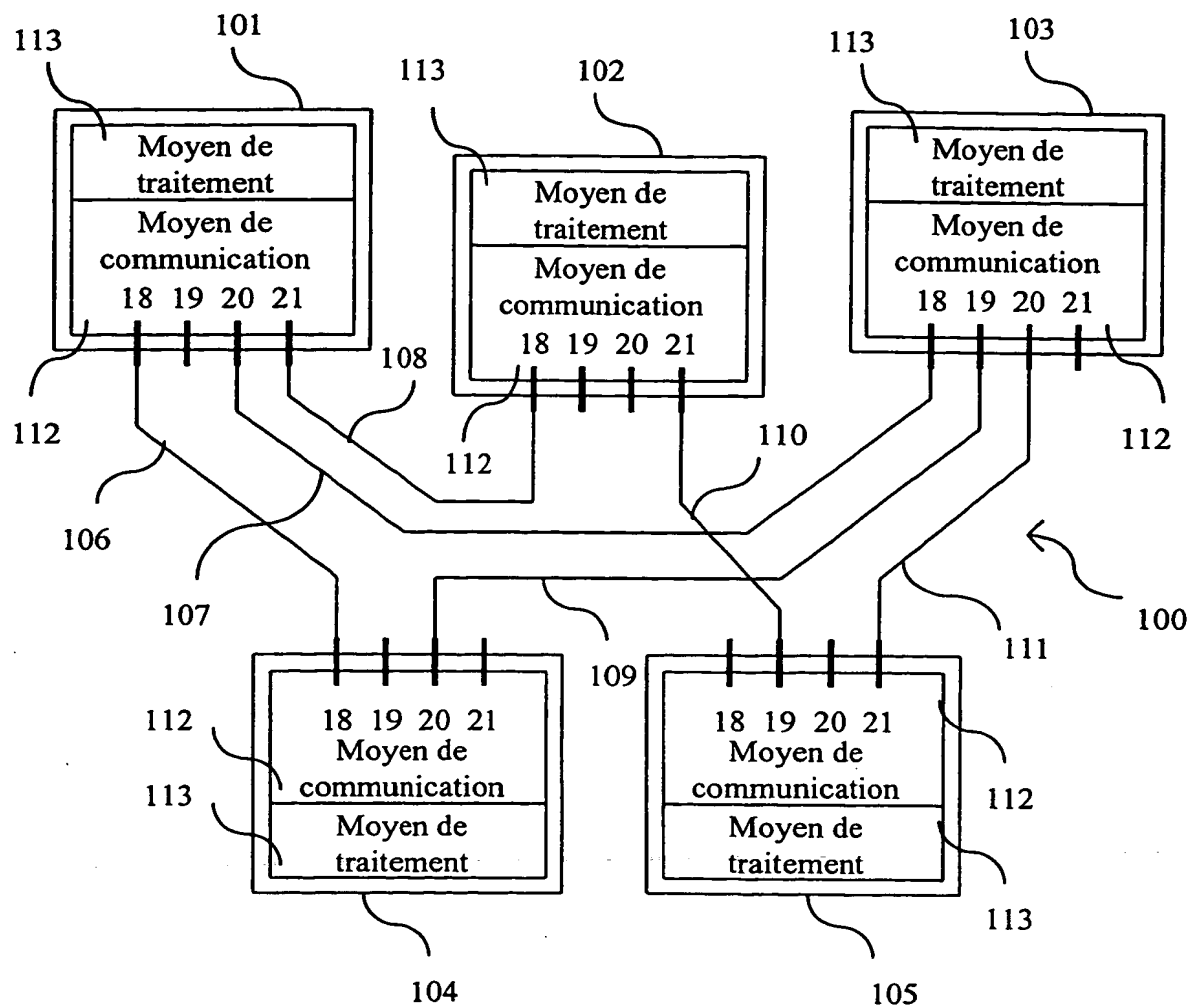 101
113
102
113
103
113
Moyen de
traitement
Moyen de
communication
18 19 20 21
Moyen de
traitement
Moyen de
communication
18 19 20 21
Moyen de
traitement
Moyen de
communication
18 19 20 21
112
108
112
110
112
106
107
109
111
100
18 19 20 21
Moyen de
communication
Moyen de
traitement
112
113
18 19 20 21
Moyen de
communication
Moyen de
traitement
112
113
104
105